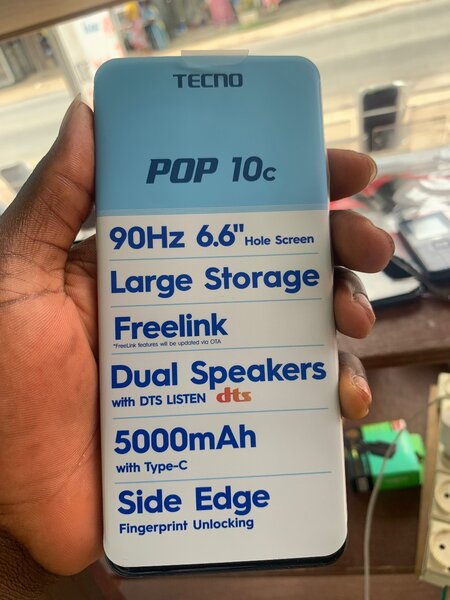 TECNO
POP 10c
90Hz 6.6" Hole Screen
Large Storage
Freelink
*FreeLink features will be updated via OTA
Dual Speakers
with DTS LISTEN dts
5000mAh
with Type-C
Side Edge
Fingerprint Unlocking